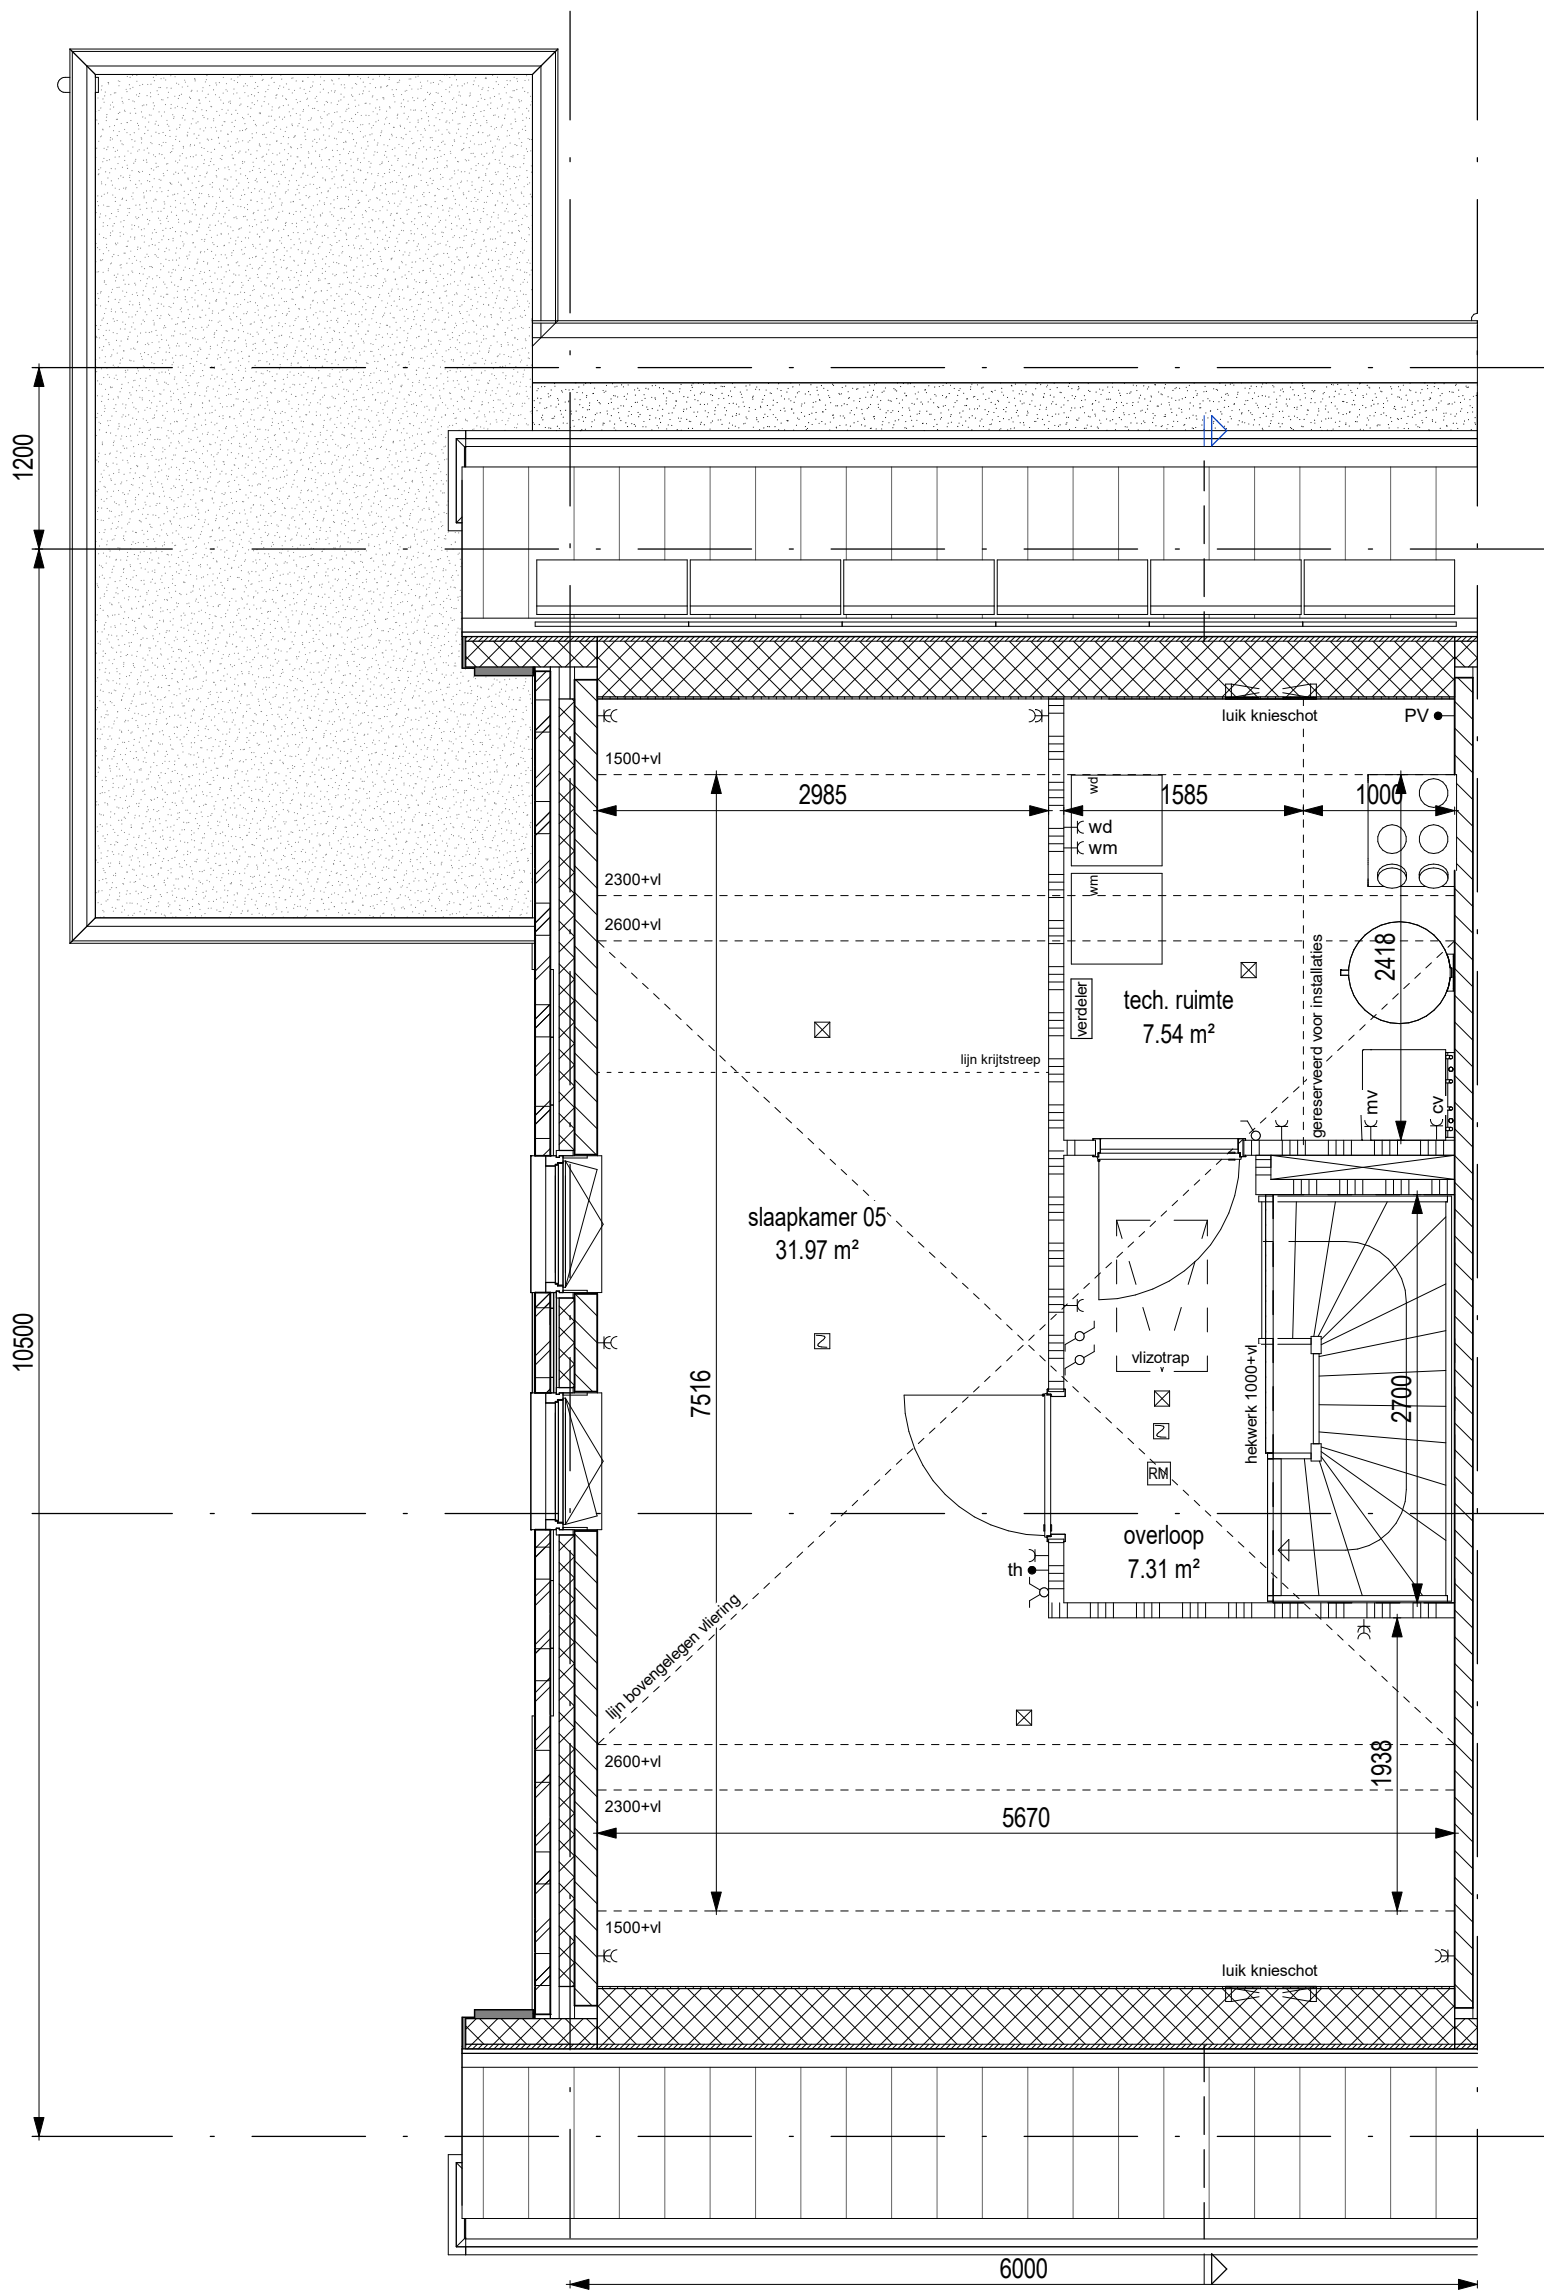 1200
10500
luik knieschot
PV
1500+vl
2985
wd
1585
1000
wd
wm
2300+vl
wm
2600+vl
2418
gereserveerd voor installaties
verdeler
tech. ruimte
7.54 m²
lijn krijtstreep
mv
cv
slaapkamer 05
31.97 m²
7516
vlizotrap
hekwerk 1000+vl
2700
RM
overloop
7.31 m²
th
lijn bovengelegen vliering
2600+vl
1938
2300+vl
5670
1500+vl
luik knieschot
6000